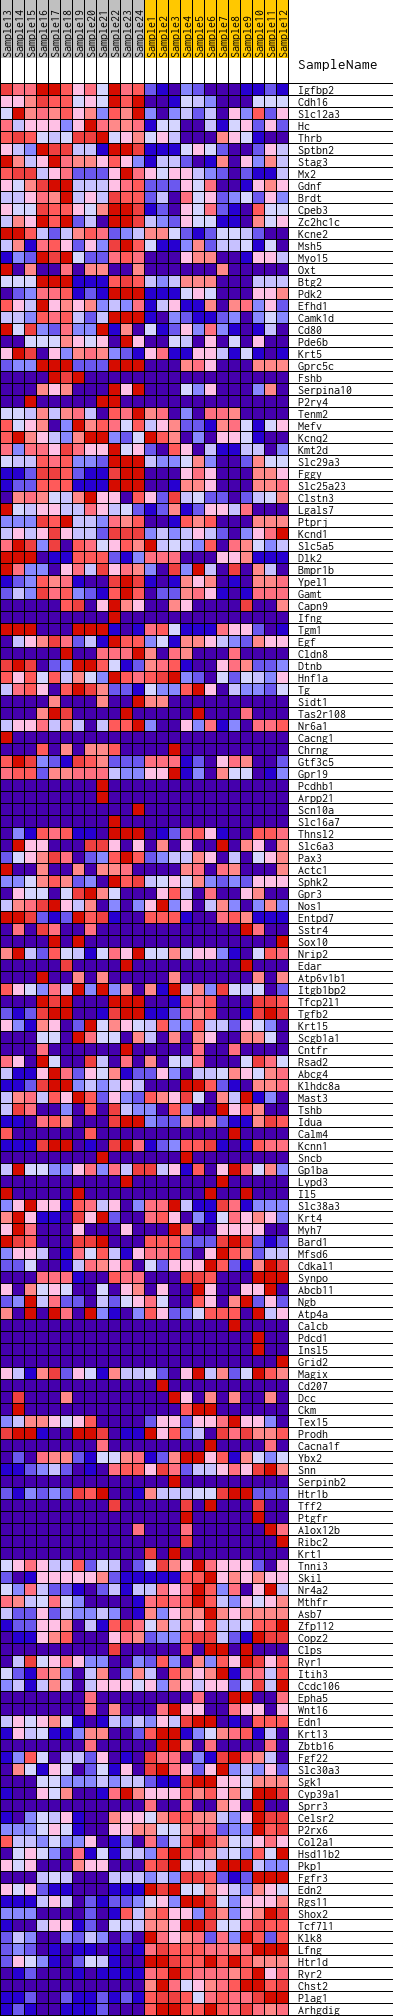 Sample13
Sample14
Sample15
Sample16
Sample17
Sample18
Sample19
Sample20
Sample21
Sample22
Sample23
Sample24
Sample1
Sample2
Sample3
Sample4
Sample5
Sample6
Sample7
Sample8
Sample9
Sample10
Sample11
Sample12
SampleName
Igfbp2
Cdh16
Slc12a3
Hc
Thrb
Sptbn2
Stag3
Mx2
Gdnf
Brdt
Cpeb3
Zc2hc1c
Kcne2
Msh5
Myo15
Oxt
Btg2
Pdk2
Efhd1
Camk1d
Cd80
Pde6b
Krt5
Gprc5c
Fshb
Serpina10
P2ry4
Tenm2
Mefv
Kcnq2
Kmt2d
Slc29a3
Fggy
Slc25a23
Clstn3
Lgals7
Ptprj
Kcnd1
Slc5a5
Dlk2
Bmpr1b
Ypel1
Gamt
Capn9
Ifng
Tgm1
Egf
Cldn8
Dtnb
Hnf1a
Tg
Sidt1
Tas2r108
Nr6a1
Cacng1
Chrng
Gtf3c5
Gpr19
Pcdhb1
Arpp21
Scn10a
Slc16a7
Thnsl2
Slc6a3
Pax3
Actc1
Sphk2
Gpr3
Nos1
Entpd7
Sstr4
Sox10
Nrip2
Edar
Atp6v1b1
Itgb1bp2
Tfcp2l1
Tgfb2
Krt15
Scgb1a1
Cntfr
Rsad2
Abcg4
Klhdc8a
Mast3
Tshb
Idua
Calm4
Kcnn1
Sncb
Gp1ba
Lypd3
Il5
Slc38a3
Krt4
Myh7
Bard1
Mfsd6
Cdkal1
Synpo
Abcb11
Ngb
Atp4a
Calcb
Pdcd1
Insl5
Grid2
Magix
Cd207
Dcc
Ckm
Tex15
Prodh
Cacna1f
Ybx2
Snn
Serpinb2
Htr1b
Tff2
Ptgfr
Alox12b
Ribc2
Krt1
Tnni3
Skil
Nr4a2
Mthfr
Asb7
Zfp112
Copz2
Clps
Ryr1
Itih3
Ccdc106
Epha5
Wnt16
Edn1
Krt13
Zbtb16
Fgf22
Slc30a3
Sgk1
Cyp39a1
Sprr3
Celsr2
P2rx6
Col2a1
Hsd11b2
Pkp1
Fgfr3
Edn2
Rgs11
Shox2
Tcf7l1
Klk8
Lfng
Htr1d
Ryr2
Chst2
Plag1
Arhgdig